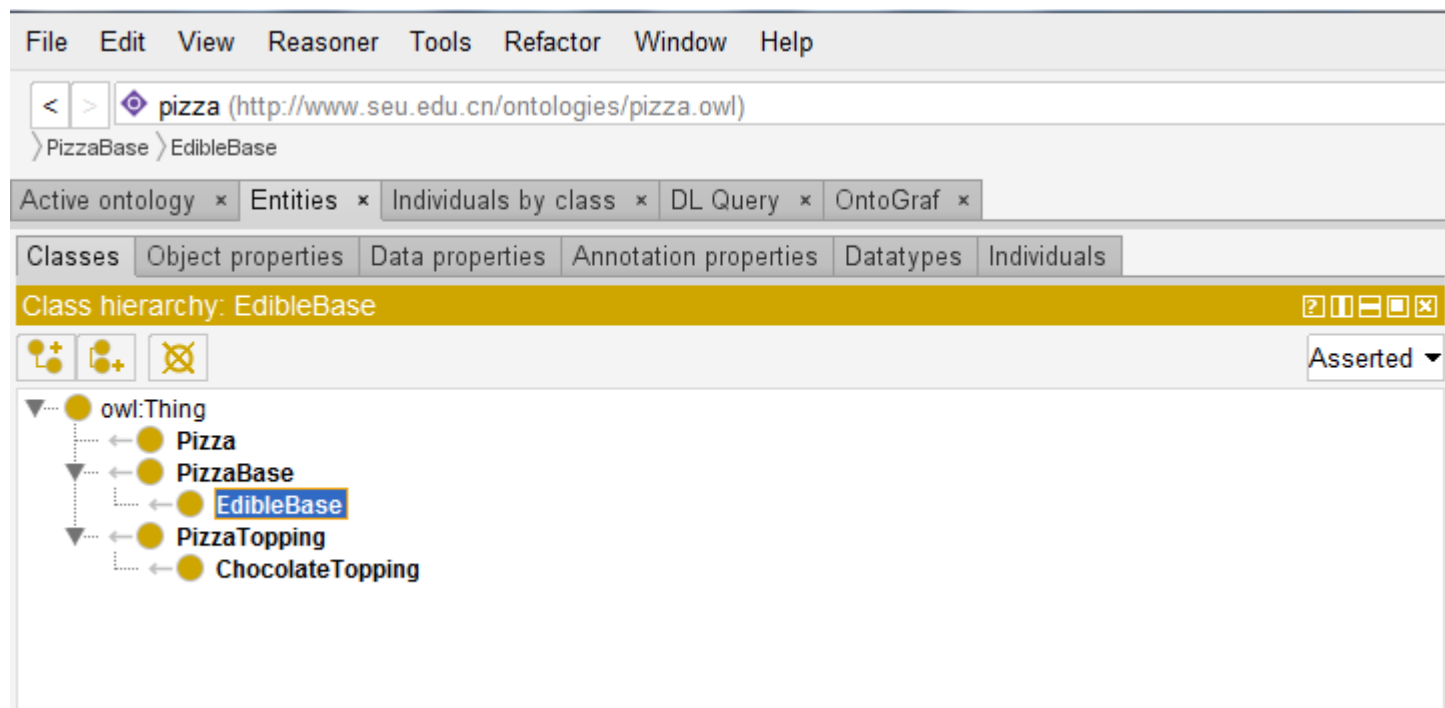 File Edit View Reasoner Tools Refactor Window Help
< > pizza (http://www.seu.edu.cn/ontologies/pizza.owl)
PizzaBase EdibleBase
Active ontology × Entities × Individuals by class × DL Query × OntoGraf ×
Classes Object properties Data properties Annotation properties Datatypes Individuals
Class hierarchy: EdibleBase
Asserted
owl:Thing
Pizza
PizzaBase
EdibleBase
PizzaTopping
ChocolateTopping